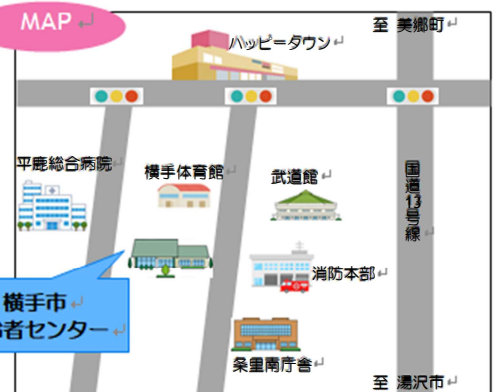 MAP
至 美郷町
ハッピータウン
平鹿総合病院
横手体育館
武道館
国道13号線
消防本部
横手市
者センター
条里南庁舎
至 湯沢市